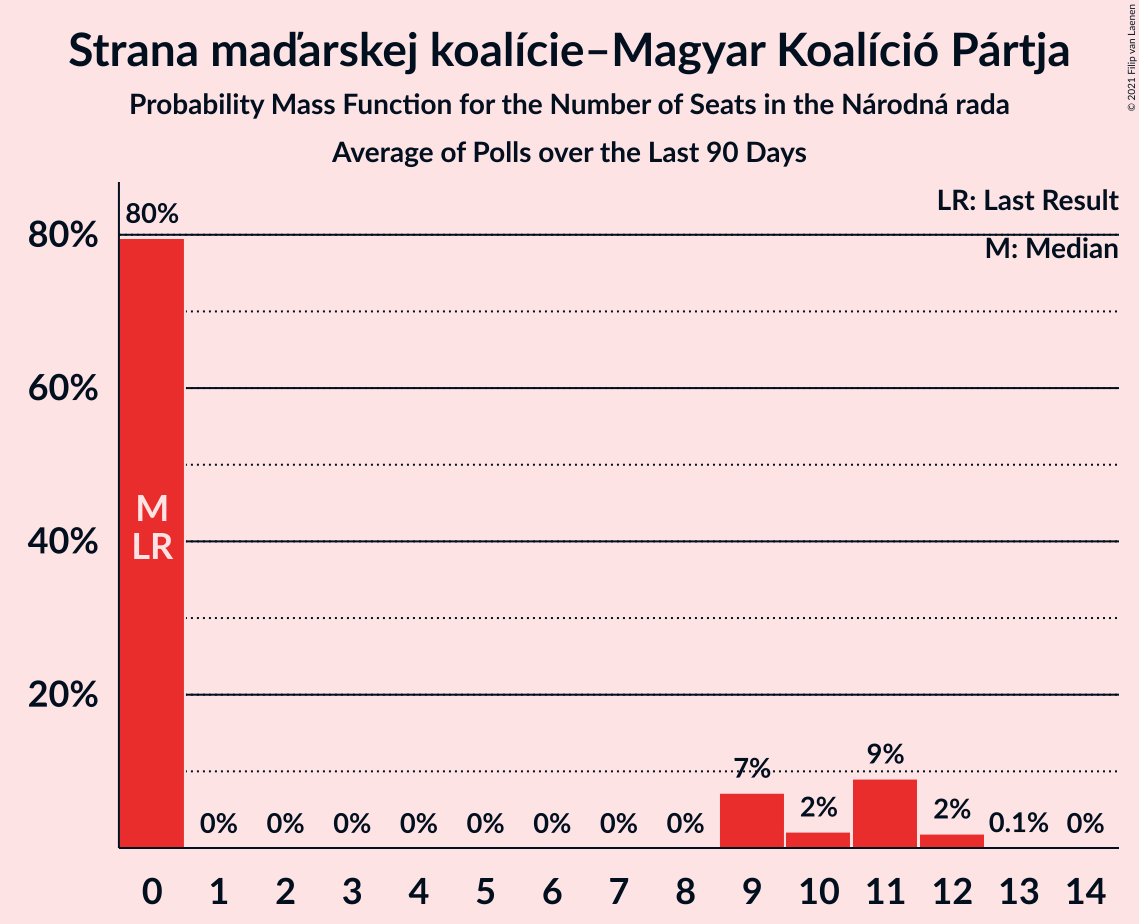 Strana maďarskej koalície–Magyar Koalíció Pártja
Probability Mass Function for the Number of Seats in the Národná rada
Average of Polls over the Last 90 Days
© 2021 Filip van Laenen
LR: Last Result
M: Median
80%
60%
40%
20%
80%
M
LR
0% 0% 0% 0% 0% 0% 0% 0% 7% 2% 9% 2% 0.1% 0%
0 1 2 3 4 5 6 7 8 9 10 11 12 13 14